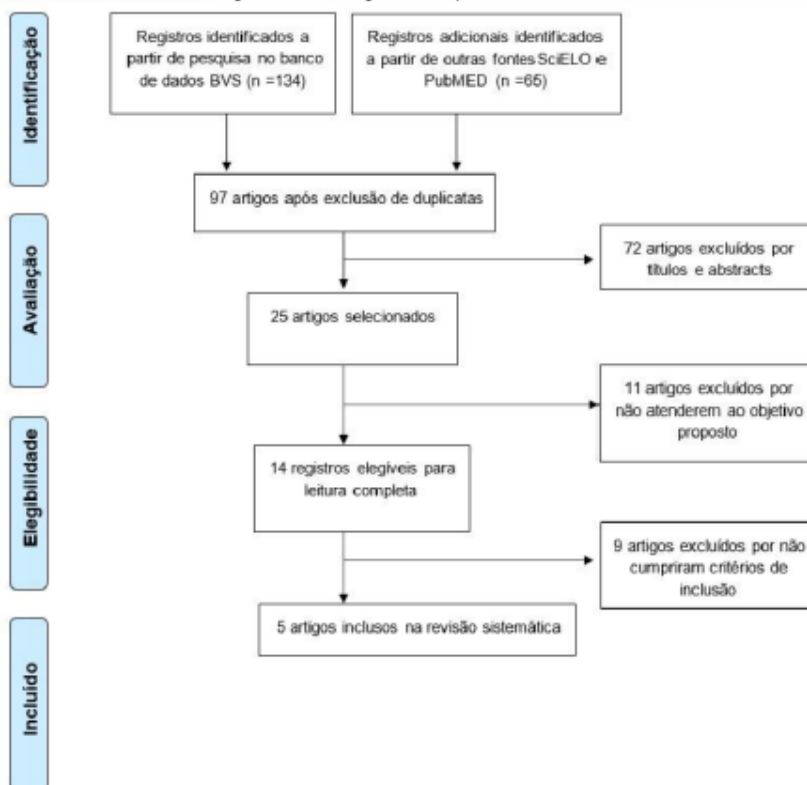 Identificação
Registros identificados a
partir de pesquisa no banco
de dados BVS (n =134)
Registros adicionais identificados
a partir de outras fontes SciELO e
PubMED (n =65)
97 artigos após exclusão de duplicatas
Avaliação
72 artigos excluídos por
títulos e abstracts
25 artigos selecionados
11 artigos excluídos por
não atenderem ao objetivo
proposto
Elegibilidade
14 registros elegíveis para
leitura completa
9 artigos excluídos por não
cumpriram critérios de
inclusão
5 artigos inclusos na revisão sistemática
Incluído